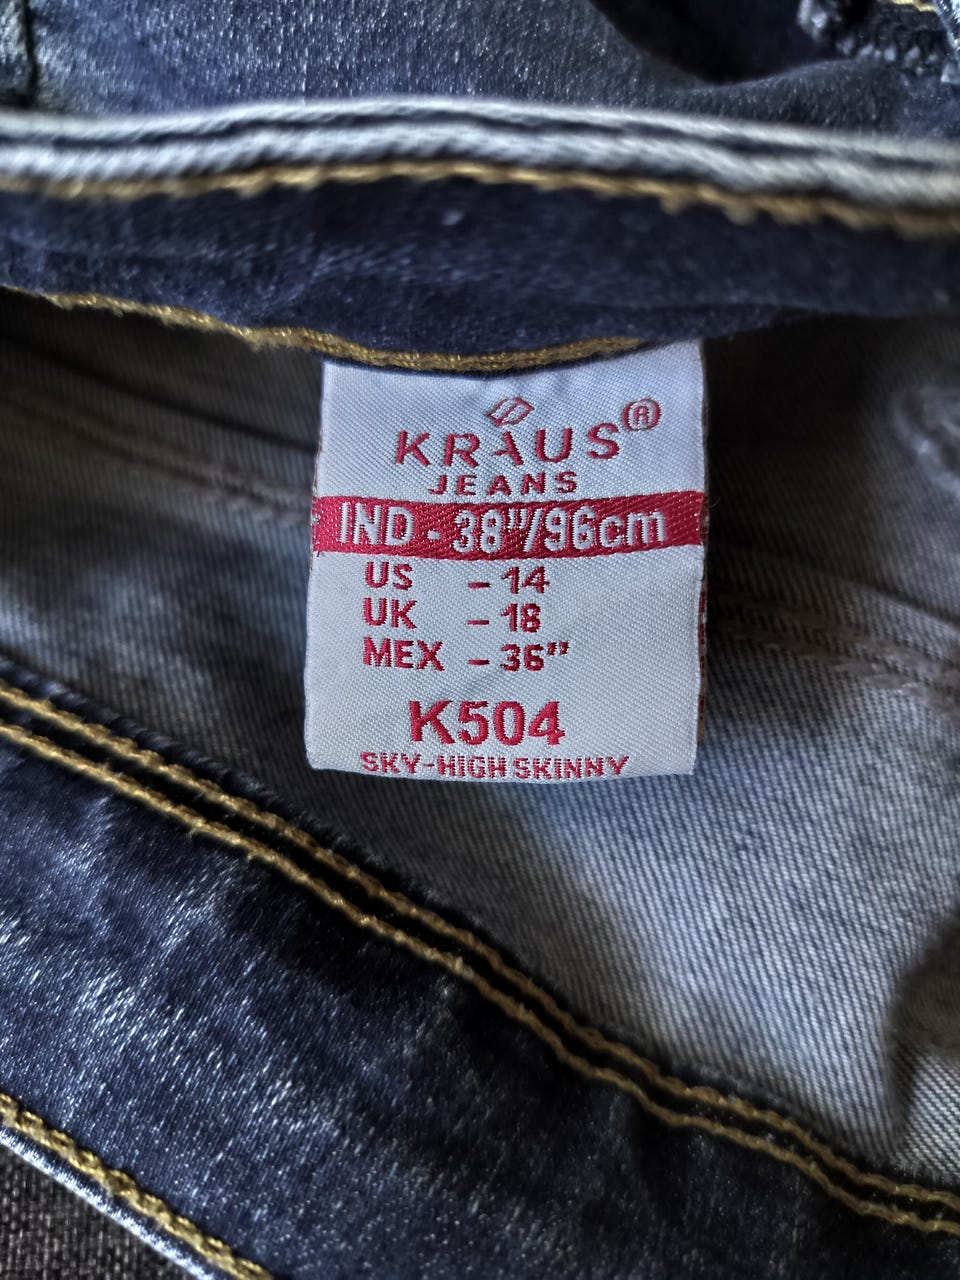 KRAUS®
JEANS
IND - 38"/96cm
US - 14
UK - 18
MEX - 36"
K504
SKY-HIGH SKINNY